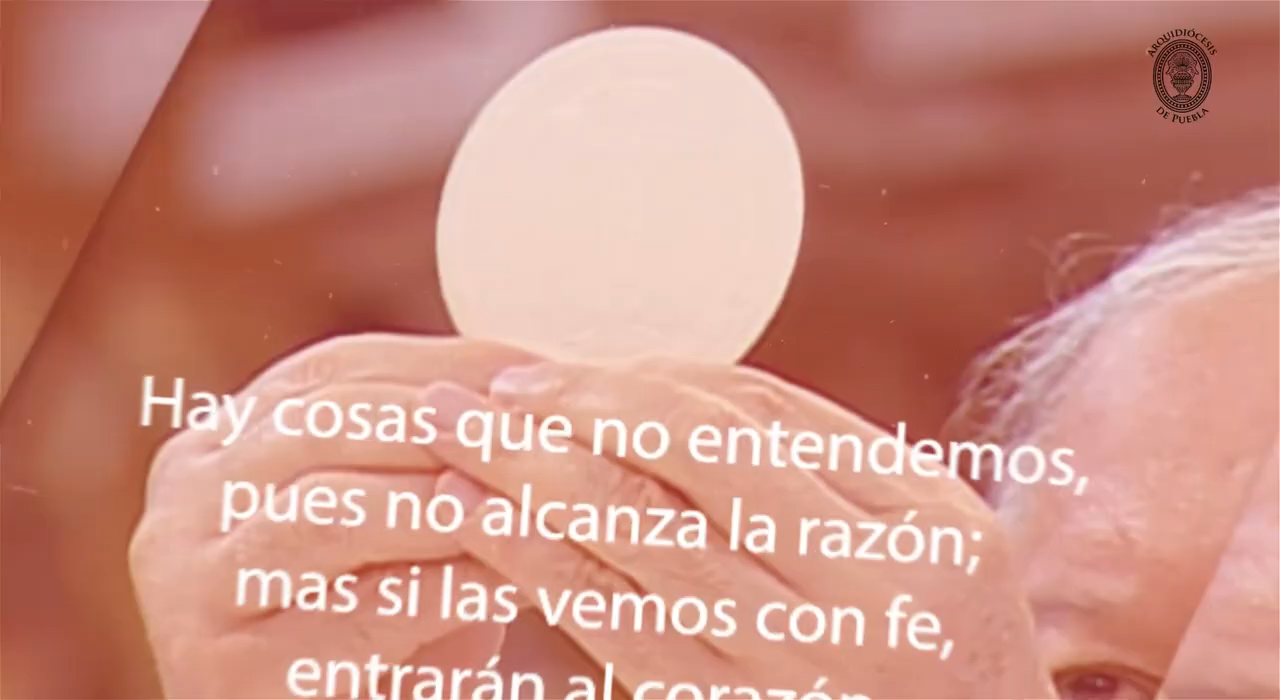 ARQUIDIÓCESIS
DE PUEBLA
Hay cosas que no entendemos,
pues no alcanza la razón;
mas si las vemos con fe,
entrarán al corazón